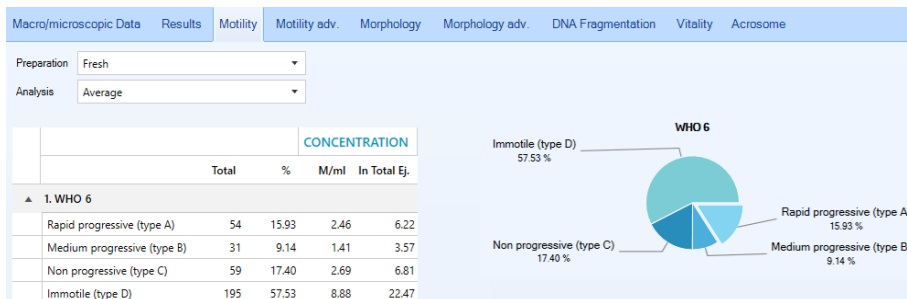 Macro/microscopic Data Results Motility Motility adv. Morphology Morphology adv. DNA Fragmentation Vitality Acrosome
Preparation Fresh
Analysis Average
CONCENTRATION
Total % M/ml In Total Ej.
1. WHO 6
Rapid progressive (type A) 54 15.93 2.46 6.22
Medium progressive (type B) 31 9.14 1.41 3.57
Non progressive (type C) 59 17.40 2.69 6.81
Immotile (type D) 195 57.53 8.88 22.47
WHO 6
Immotile (type D)
57.53 %
Rapid progressive (type A
15.93 %
Non progressive (type C)
17.40 %
Medium progressive (type B
9.14 %